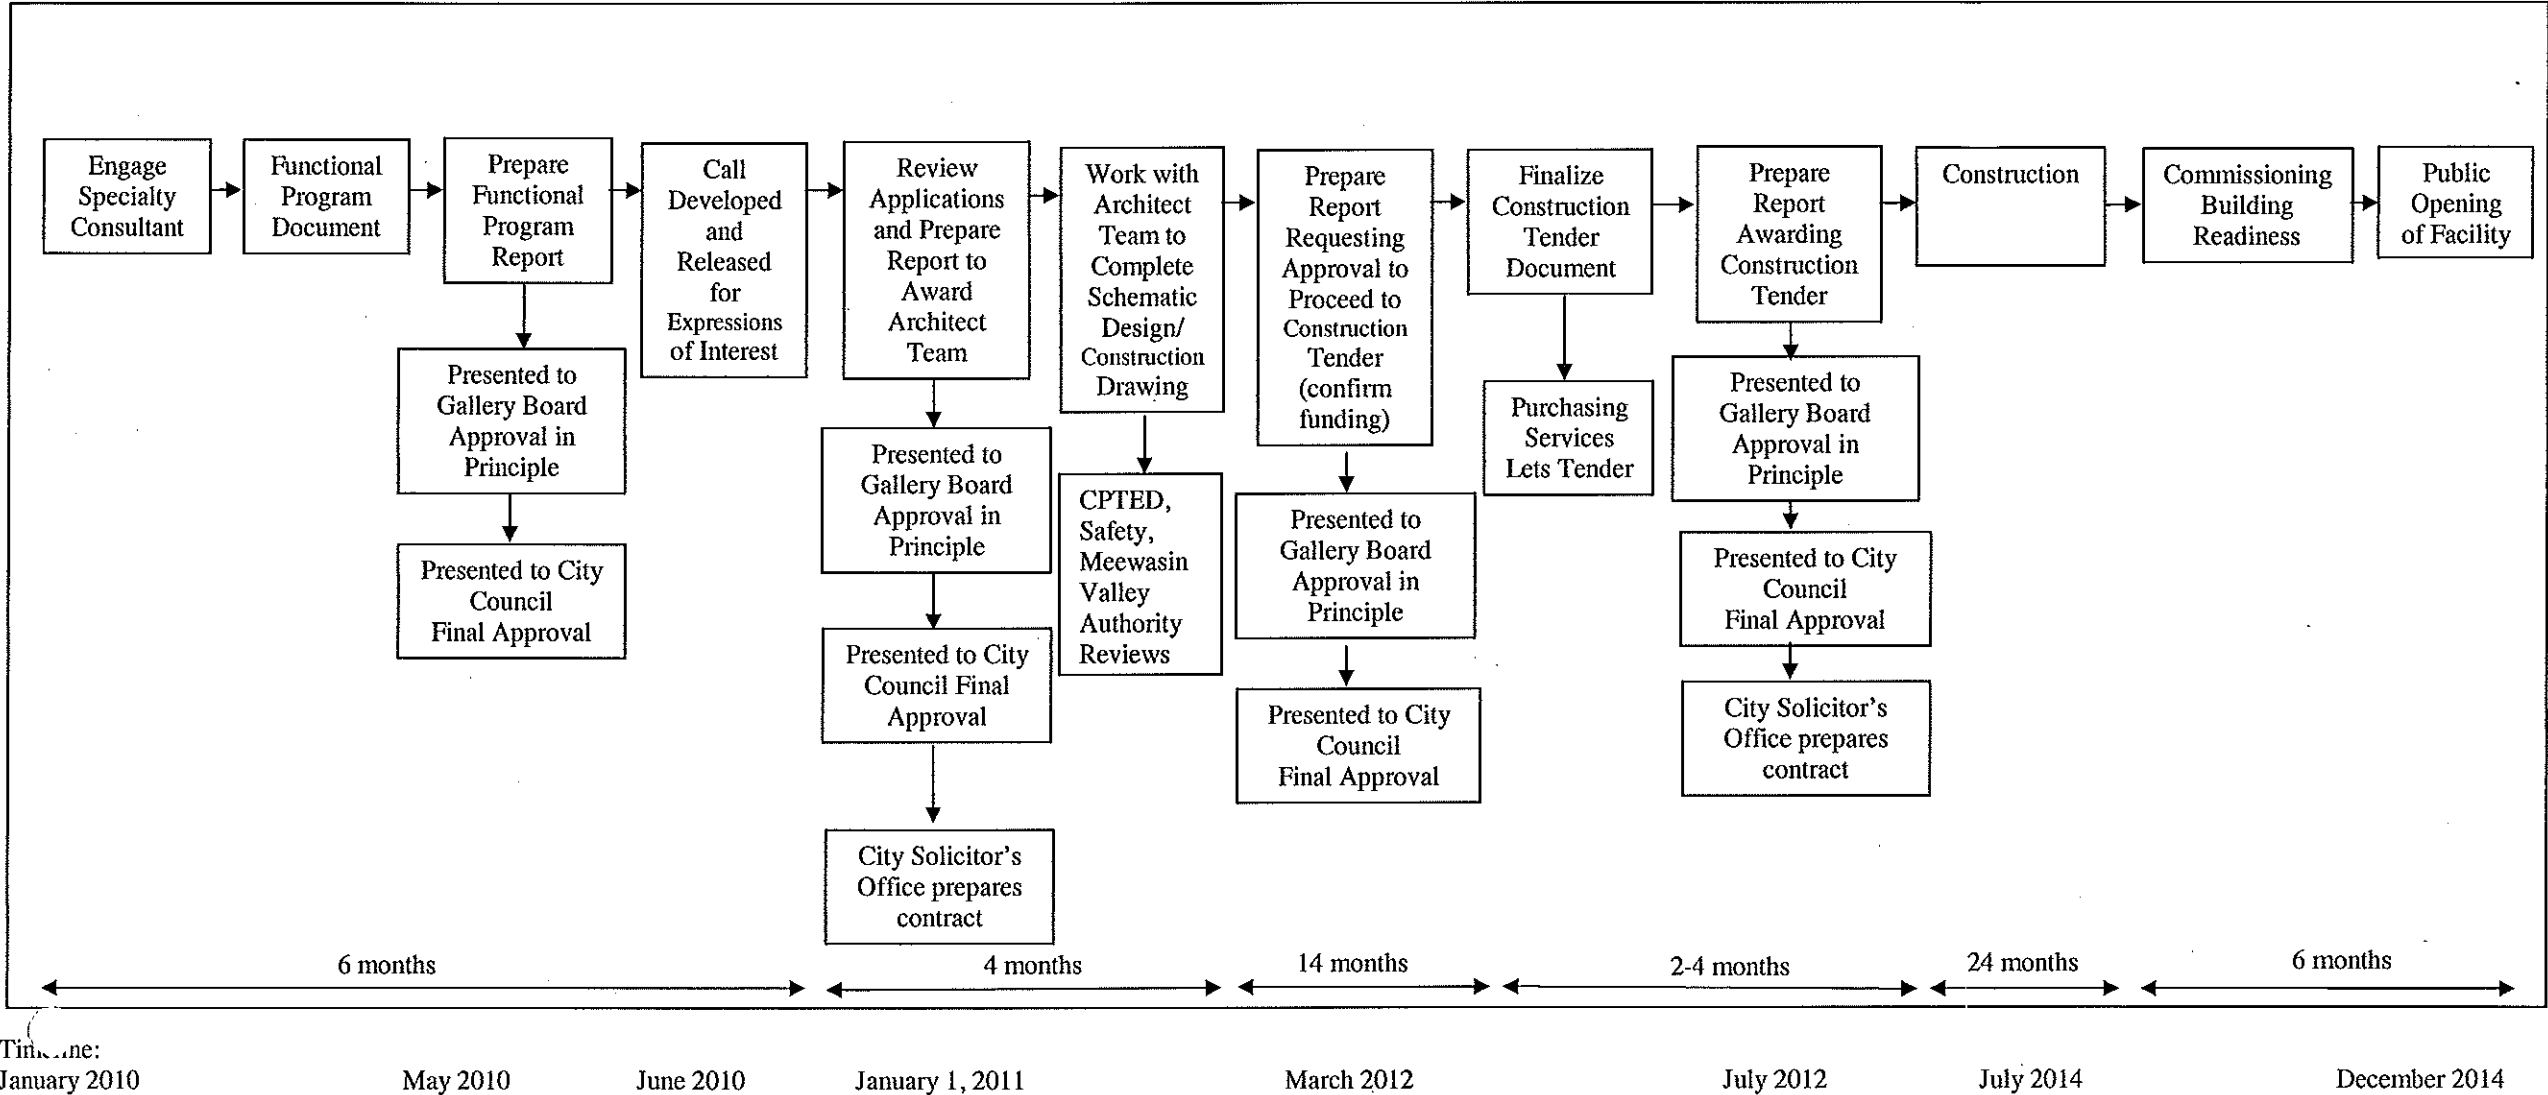 Engage
Specialty
Consultant
Functional
Program
Document
Prepare
Functional
Program
Report
Presented to
Gallery Board
Approval in
Principle
Presented to City
Council
Final Approval
Call
Developed
and
Released
for
Expressions
of Interest
Review
Applications
and Prepare
Report to
Award
Architect
Team
Presented to
Gallery Board
Approval in
Principle
Presented to City
Council Final
Approval
City Solicitor's
Office prepares
contract
Work with
Architect
Team to
Complete
Schematic
Design/
Construction
Drawing
CPTED,
Safety,
Meewasin
Valley
Authority
Reviews
Prepare
Report
Requesting
Approval to
Proceed to
Construction
Tender
(confirm
funding)
Presented to
Gallery Board
Approval in
Principle
Presented to City
Council
Final Approval
Finalize
Construction
Tender
Document
Purchasing
Services
Lets Tender
Prepare
Report
Awarding
Construction
Tender
Presented to
Gallery Board
Approval in
Principle
Presented to City
Council
Final Approval
City Solicitor's
Office prepares
contract
Construction
Commissioning
Building
Readiness
Public
Opening
of Facility
6 months
4 months
14 months
2-4 months
24 months
6 months
January 2010
May 2010
June 2010
January 1, 2011
March 2012
July 2012
July 2014
December 2014